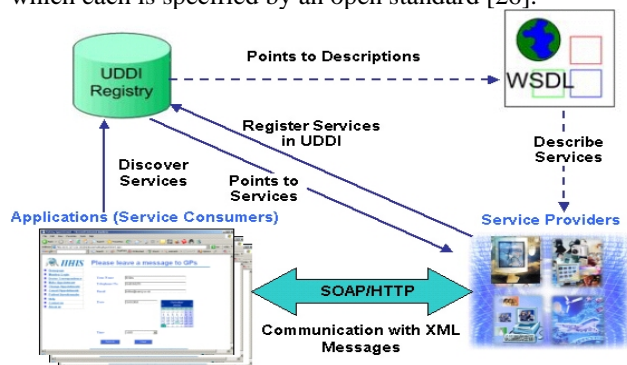 which each is specified by an open standard [26].
UDDI
Registry
Points to Descriptions
WSDL
Register Services
in UDDI
Describe
Services
Discover
Services
Points to
Services
Applications (Service Consumers)
Service Providers
IIHIS
Please leave a message to GPs
SOAP/HTTP
Communication with XML
Messages